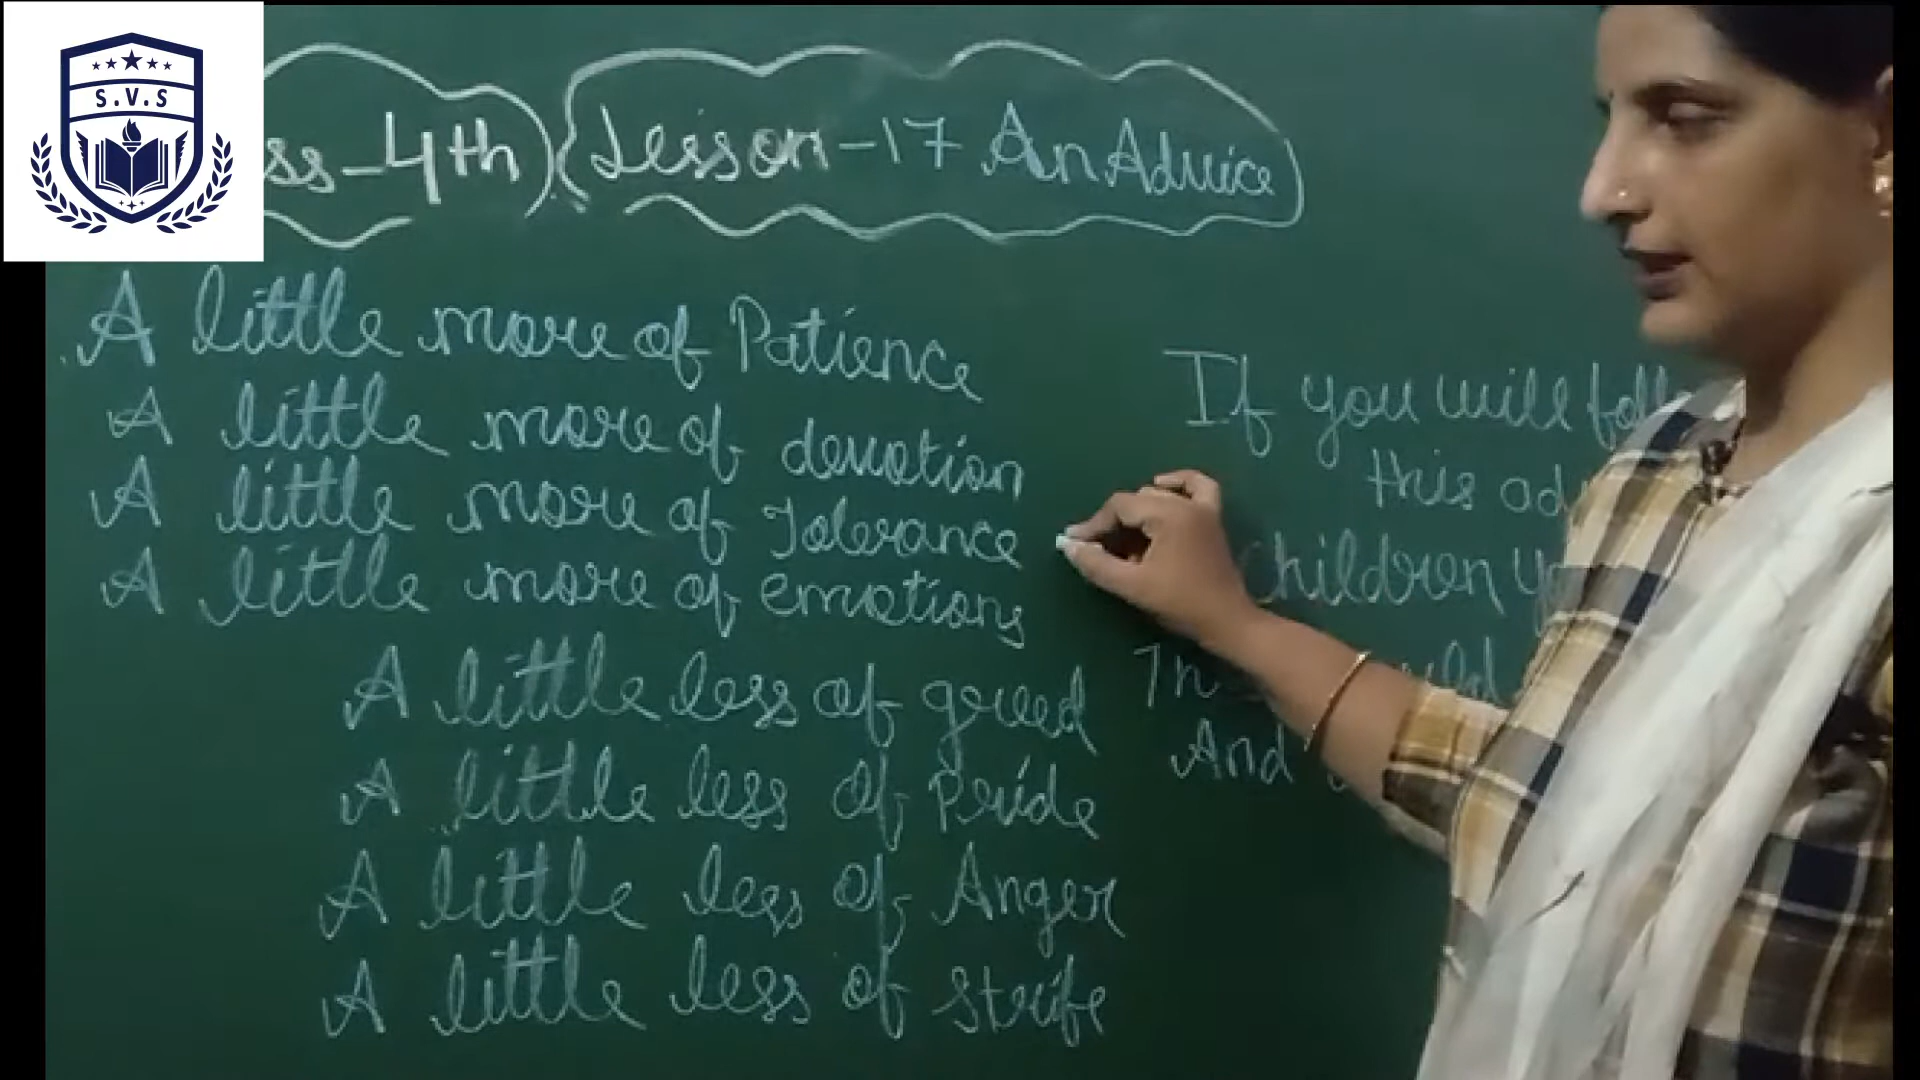 S.V.S
ss-4th
Lesson-17 An Advice
A little more of Patience
A little more of devotion
A little more of Tolerance
A little more of emotions
A little less of greed
A little less of Pride
A little less of Anger
A little less of strife
If you will
this
children
And